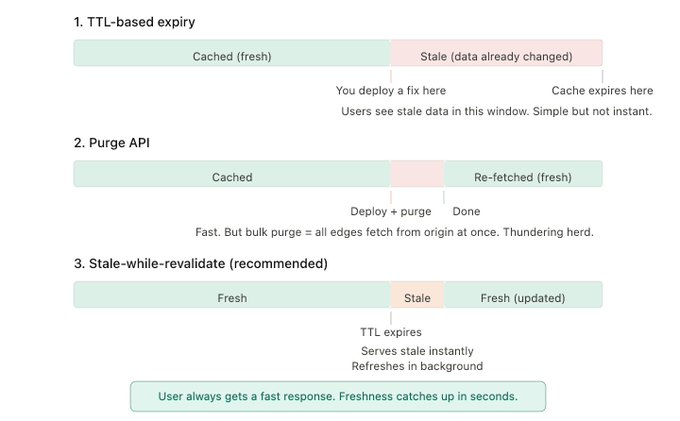 1. TTL-based expiry
Cached (fresh)
Stale (data already changed)
You deploy a fix here
Cache expires here
Users see stale data in this window. Simple but not instant.
2. Purge API
Cached
Re-fetched (fresh)
Deploy + purge
Done
Fast. But bulk purge = all edges fetch from origin at once. Thundering herd.
3. Stale-while-revalidate (recommended)
Fresh
Stale
Fresh (updated)
TTL expires
Serves stale instantly
Refreshes in background
User always gets a fast response. Freshness catches up in seconds.